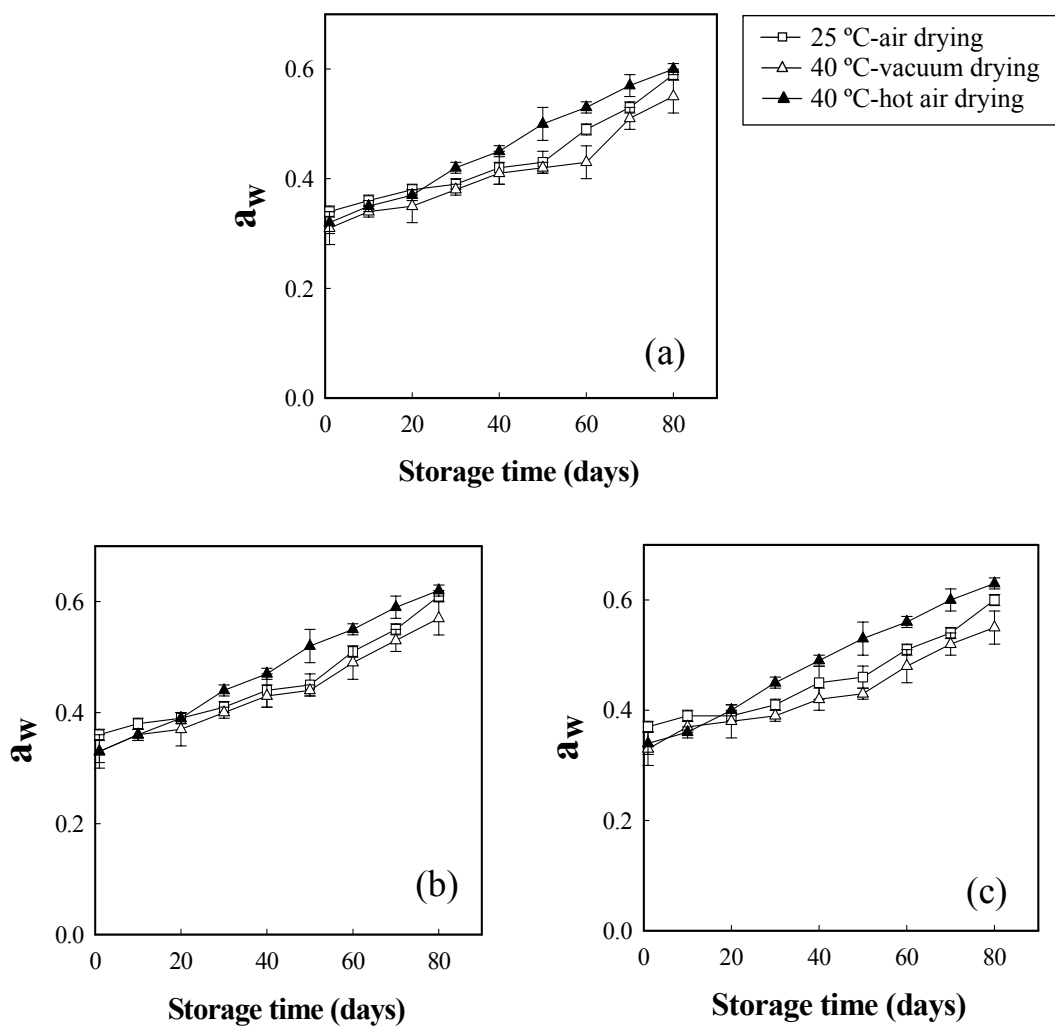 25 ºC-air drying
40 ºC-vacuum drying
40 ºC-hot air drying
0.6
0.4
0.2
0.0
aw
(a)
0 20 40 60 80
Storage time (days)
0.6
0.4
0.2
0.0
aw
(b)
0 20 40 60 80
Storage time (days)
0.6
0.4
0.2
0.0
aw
(c)
0 20 40 60 80
Storage time (days)